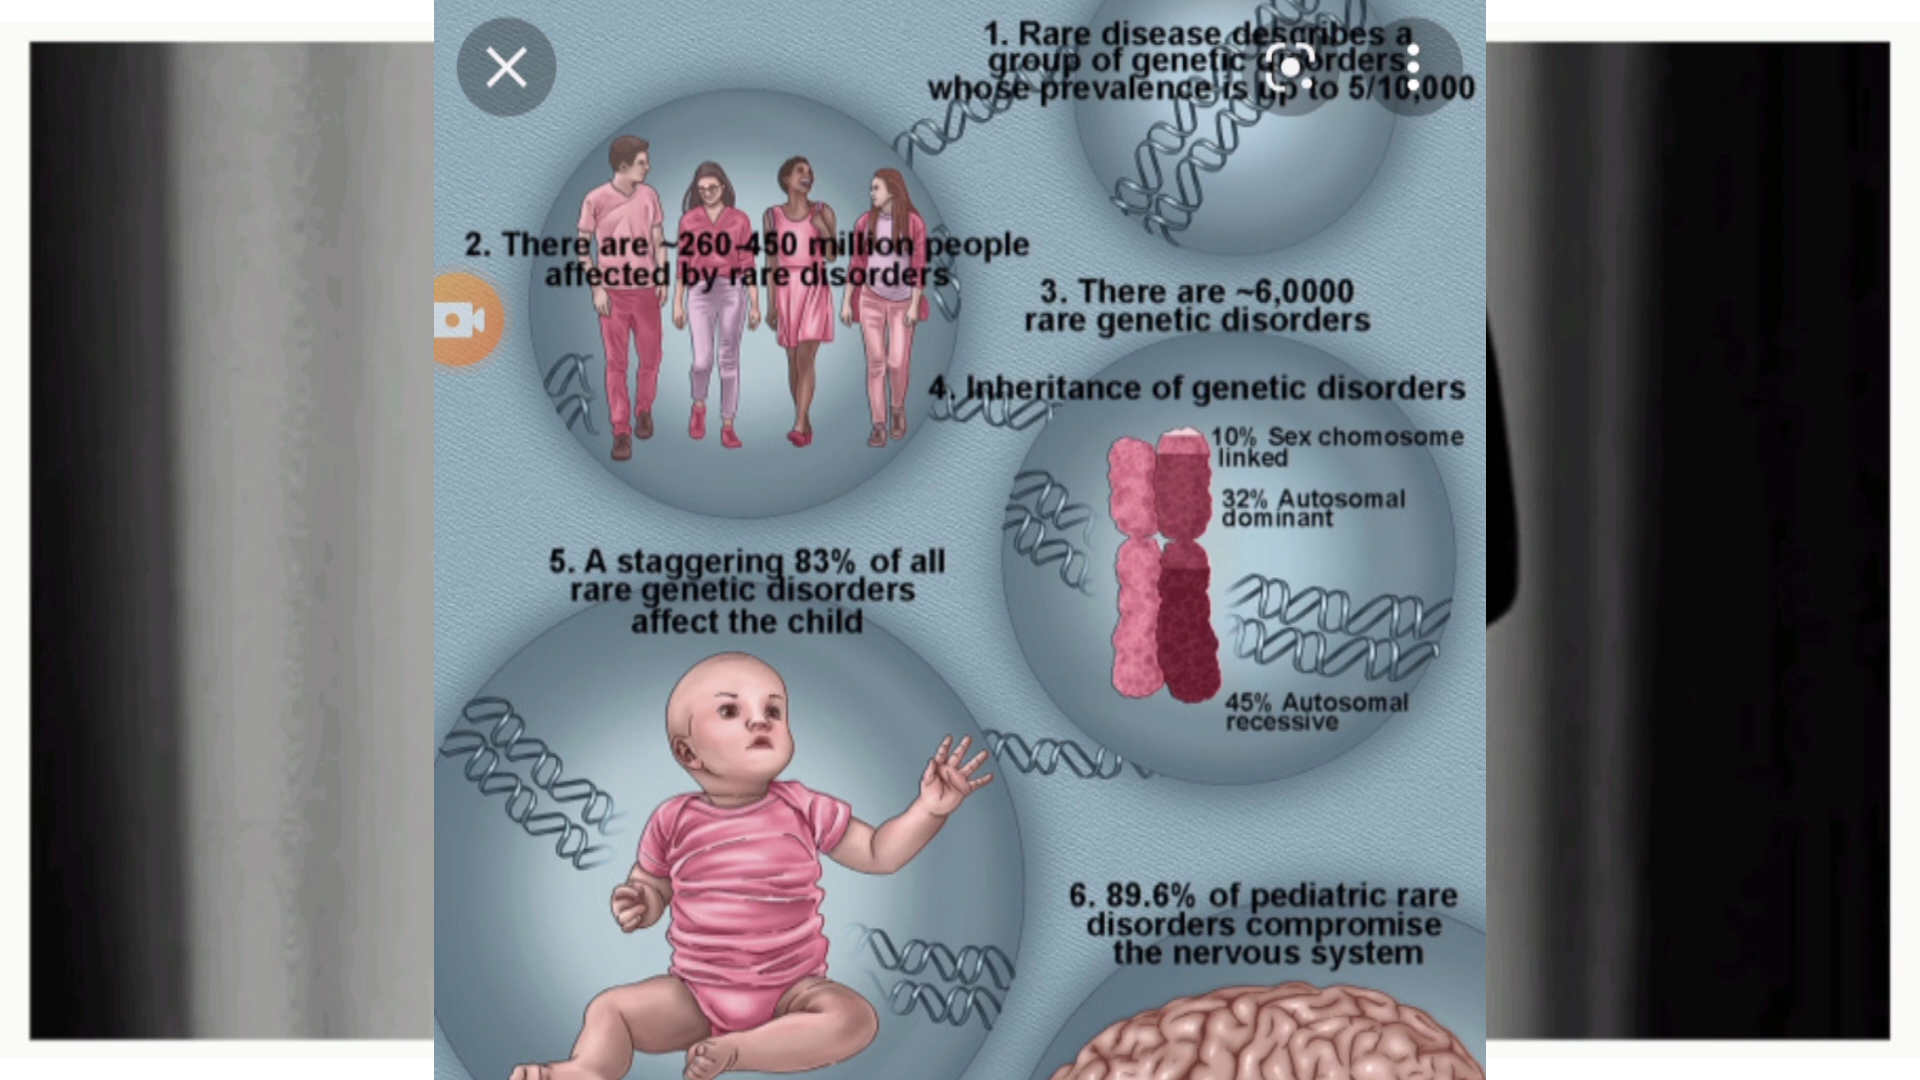 1. Rare disease describes a
group of genetic disorders
whose prevalence is up to 5/10,000
2. There are ~260-450 million people
affected by rare disorders
3. There are ~6,0000
rare genetic disorders
4. Inheritance of genetic disorders
10% Sex chomosome
linked
32% Autosomal
dominant
45% Autosomal
recessive
5. A staggering 83% of all
rare genetic disorders
affect the child
6. 89.6% of pediatric rare
disorders compromise
the nervous system